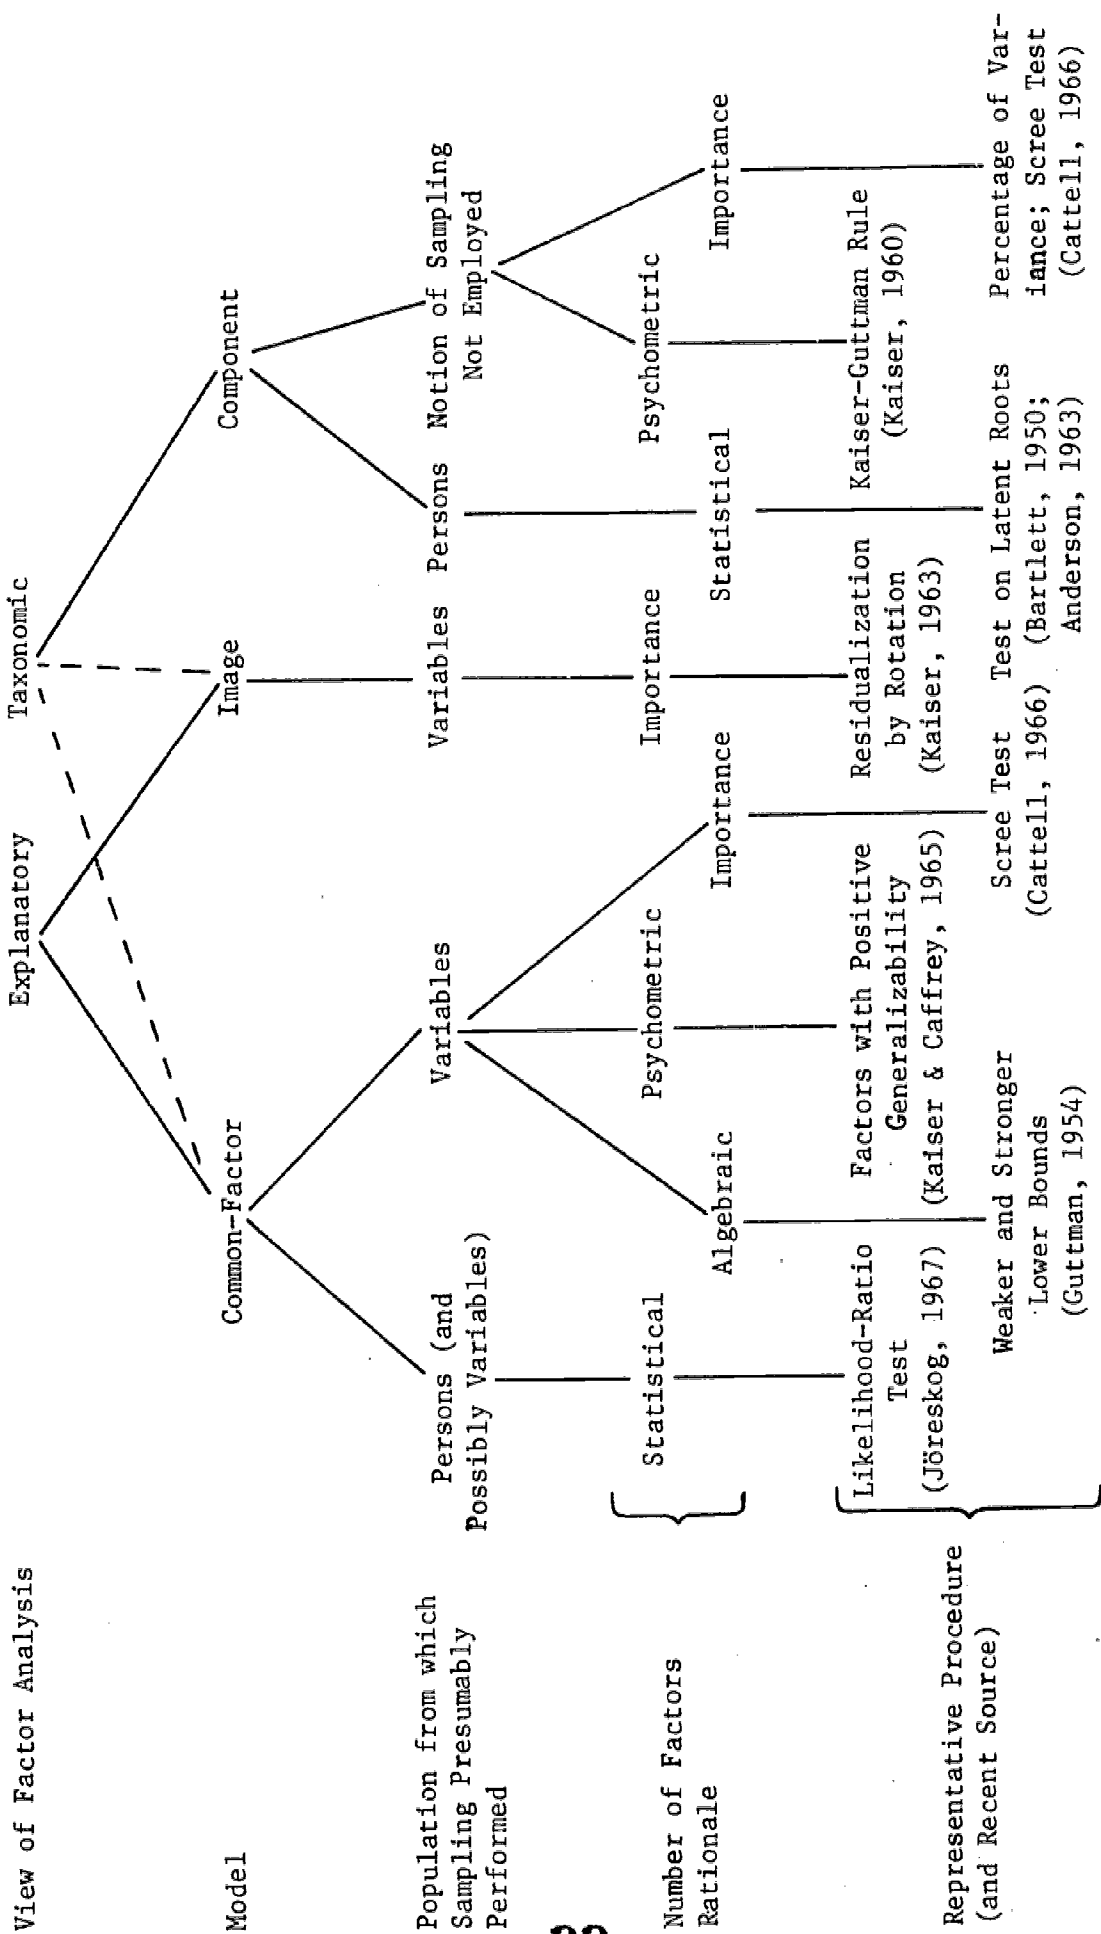 View of Factor Analysis
Explanatory
Taxonomic
Model
Common-Factor
Image
Component
Population from which
Sampling Presumably
Performed
Persons (and
Possibly Variables)
Variables
Variables
Persons
Notion of Sampling
Not Employed
Number of Factors
Rationale
Statistical
Algebraic
Psychometric
Importance
Importance
Statistical
Psychometric
Importance
Representative Procedure
(and Recent Source)
Likelihood-Ratio
Test
(Jöreskog, 1967)
Weaker and Stronger
Lower Bounds
(Guttman, 1954)
Factors with Positive
Generalizability
(Kaiser & Caffrey, 1965)
Scree Test
(Cattell, 1966)
Residualization
by Rotation
(Kaiser, 1963)
Test on Latent Roots
(Bartlett, 1950;
Anderson, 1963)
Kaiser-Guttman Rule
(Kaiser, 1960)
Percentage of Var-
iance; Scree Test
(Cattell, 1966)